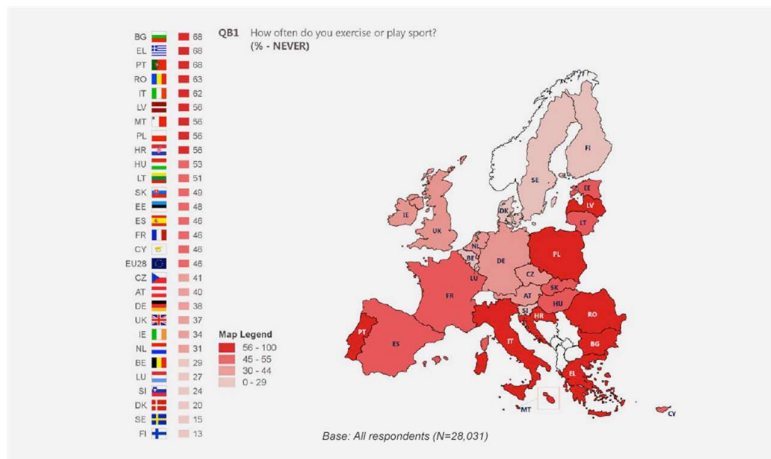 QB1 How often do you exercise or play sport?
(% - NEVER)
BG 68
EL 68
PT 68
RO 63
IT 62
LV 56
MT 56
PL 56
HR 56
HU 53
LT 51
SK 49
EE 48
ES 46
FR 46
CY 46
EU28 46
CZ 41
AT 40
DE 38
UK 37
IE 34
NL 31
BE 29
LU 27
SI 24
DK 20
SE 15
FI 13
Map Legend
56 - 100
45 - 55
30 - 44
0 - 29
FI
SE
EE
LV
LT
DK
IE
UK
NL
BE
DE
PL
LU
CZ
SK
AT
HU
FR
SI
HR
RO
PT
ES
IT
BG
EL
MT
CY
Base: All respondents (N=28,031)